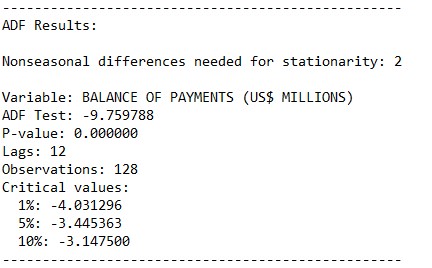 --------------------------------------------------
ADF Results:
Nonseasonal differences needed for stationarity: 2
Variable: BALANCE OF PAYMENTS (US$ MILLIONS)
ADF Test: -9.759788
P-value: 0.000000
Lags: 12
Observations: 128
Critical values:
  1%: -4.031296
  5%: -3.445363
  10%: -3.147500
--------------------------------------------------